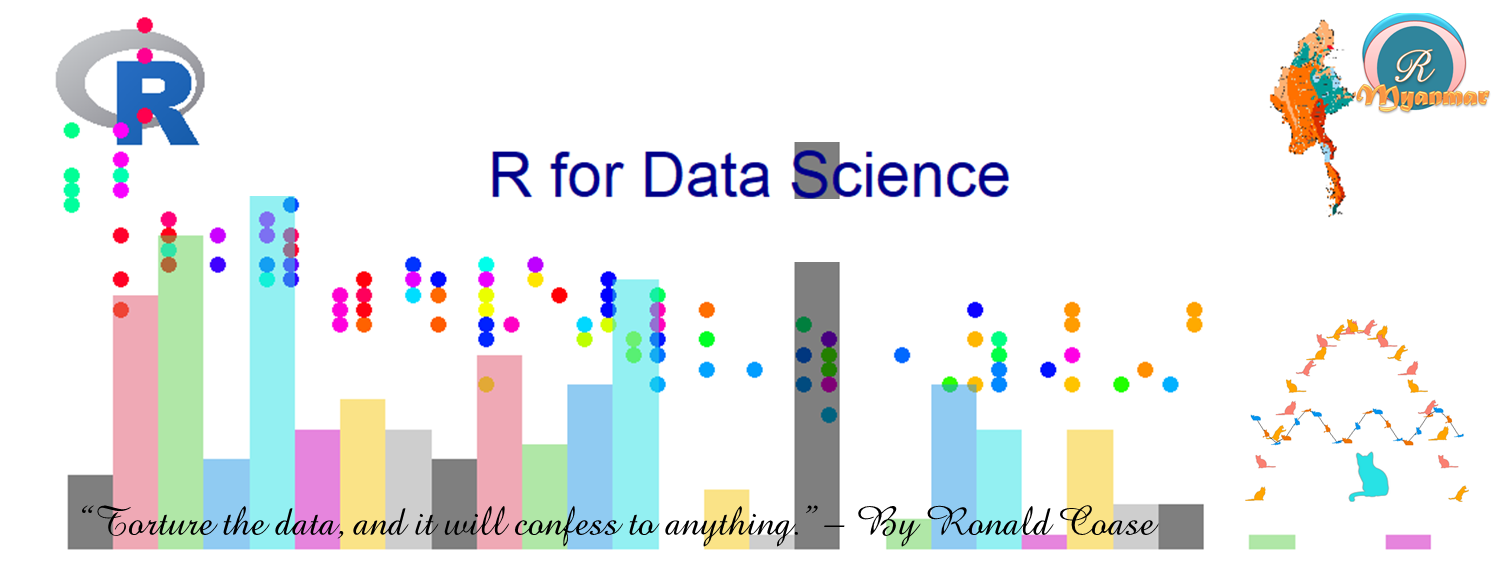 R
R
Myanmar
R for Data Science
“Torture the data, and it will confess to anything.” – By Ronald Coase